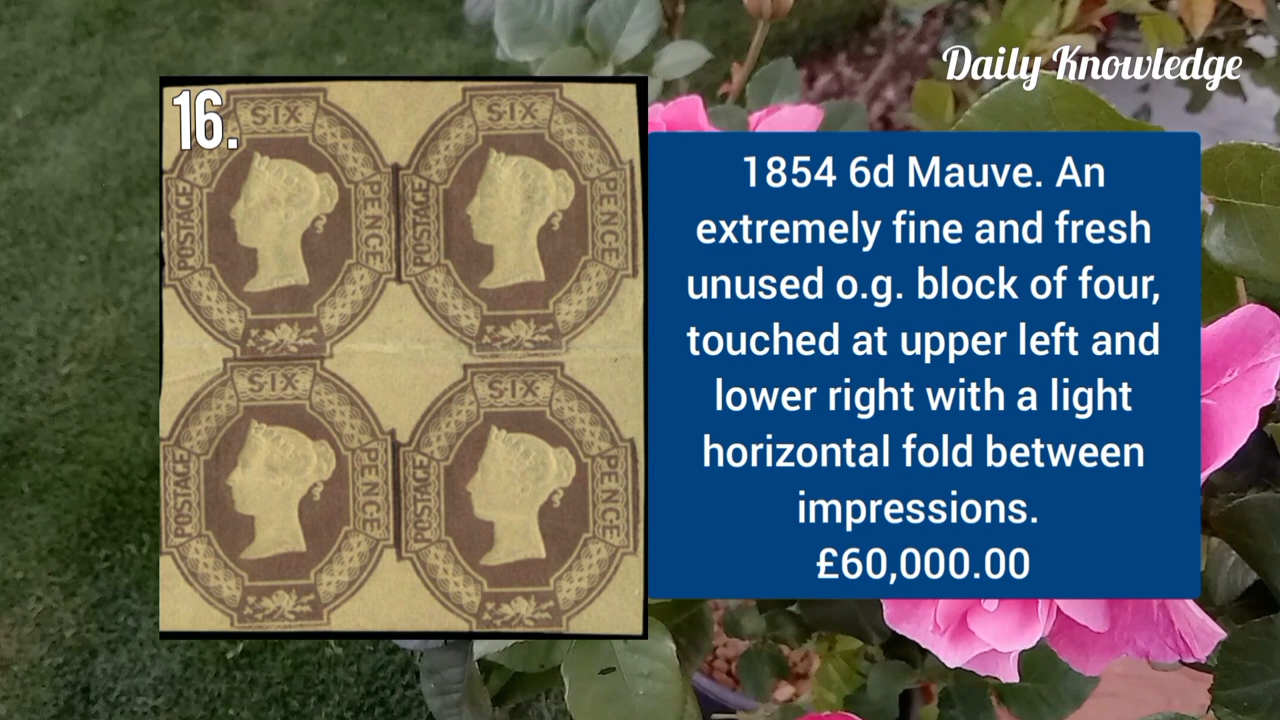 Daily Knowledge
16.
SIX
POSTAGE
PENCE
SIX
POSTAGE
PENCE
SIX
POSTAGE
PENCE
SIX
POSTAGE
PENCE
1854 6d Mauve. An
extremely fine and fresh
unused o.g. block of four,
touched at upper left and
lower right with a light
horizontal fold between
impressions.
£60,000.00